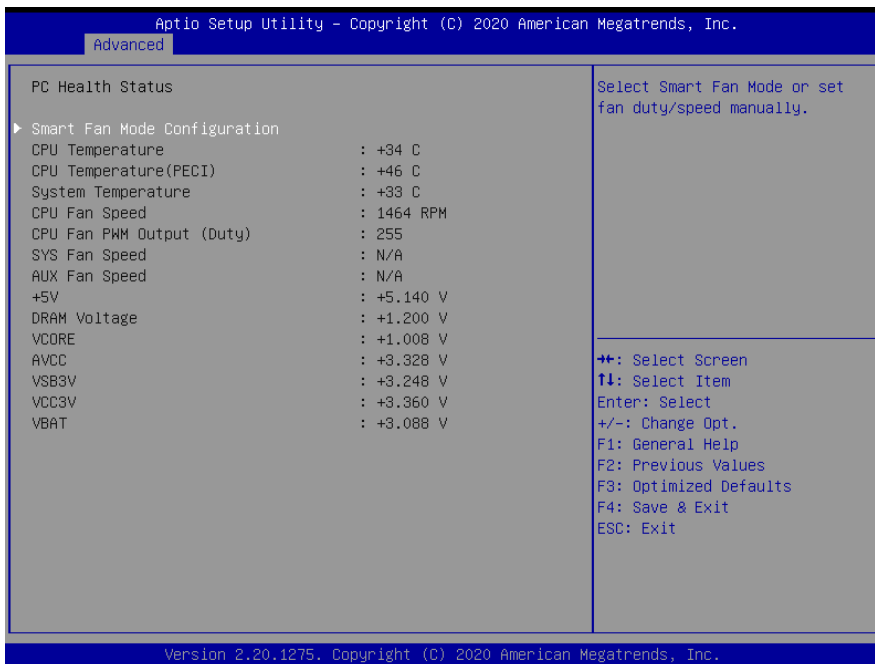 Aptio Setup Utility – Copyright (C) 2020 American Megatrends, Inc.
Advanced
PC Health Status
▶ Smart Fan Mode Configuration
CPU Temperature : +34 C
CPU Temperature(PECI) : +46 C
System Temperature : +33 C
CPU Fan Speed : 1464 RPM
CPU Fan PWM Output (Duty) : 255
SYS Fan Speed : N/A
AUX Fan Speed : N/A
+5V : +5.140 V
DRAM Voltage : +1.200 V
VCORE : +1.008 V
AVCC : +3.328 V
VSB3V : +3.248 V
VCC3V : +3.360 V
VBAT : +3.088 V
Select Smart Fan Mode or set
fan duty/speed manually.
→←: Select Screen
↑↓: Select Item
Enter: Select
+/-: Change Opt.
F1: General Help
F2: Previous Values
F3: Optimized Defaults
F4: Save & Exit
ESC: Exit
Version 2.20.1275. Copyright (C) 2020 American Megatrends, Inc.